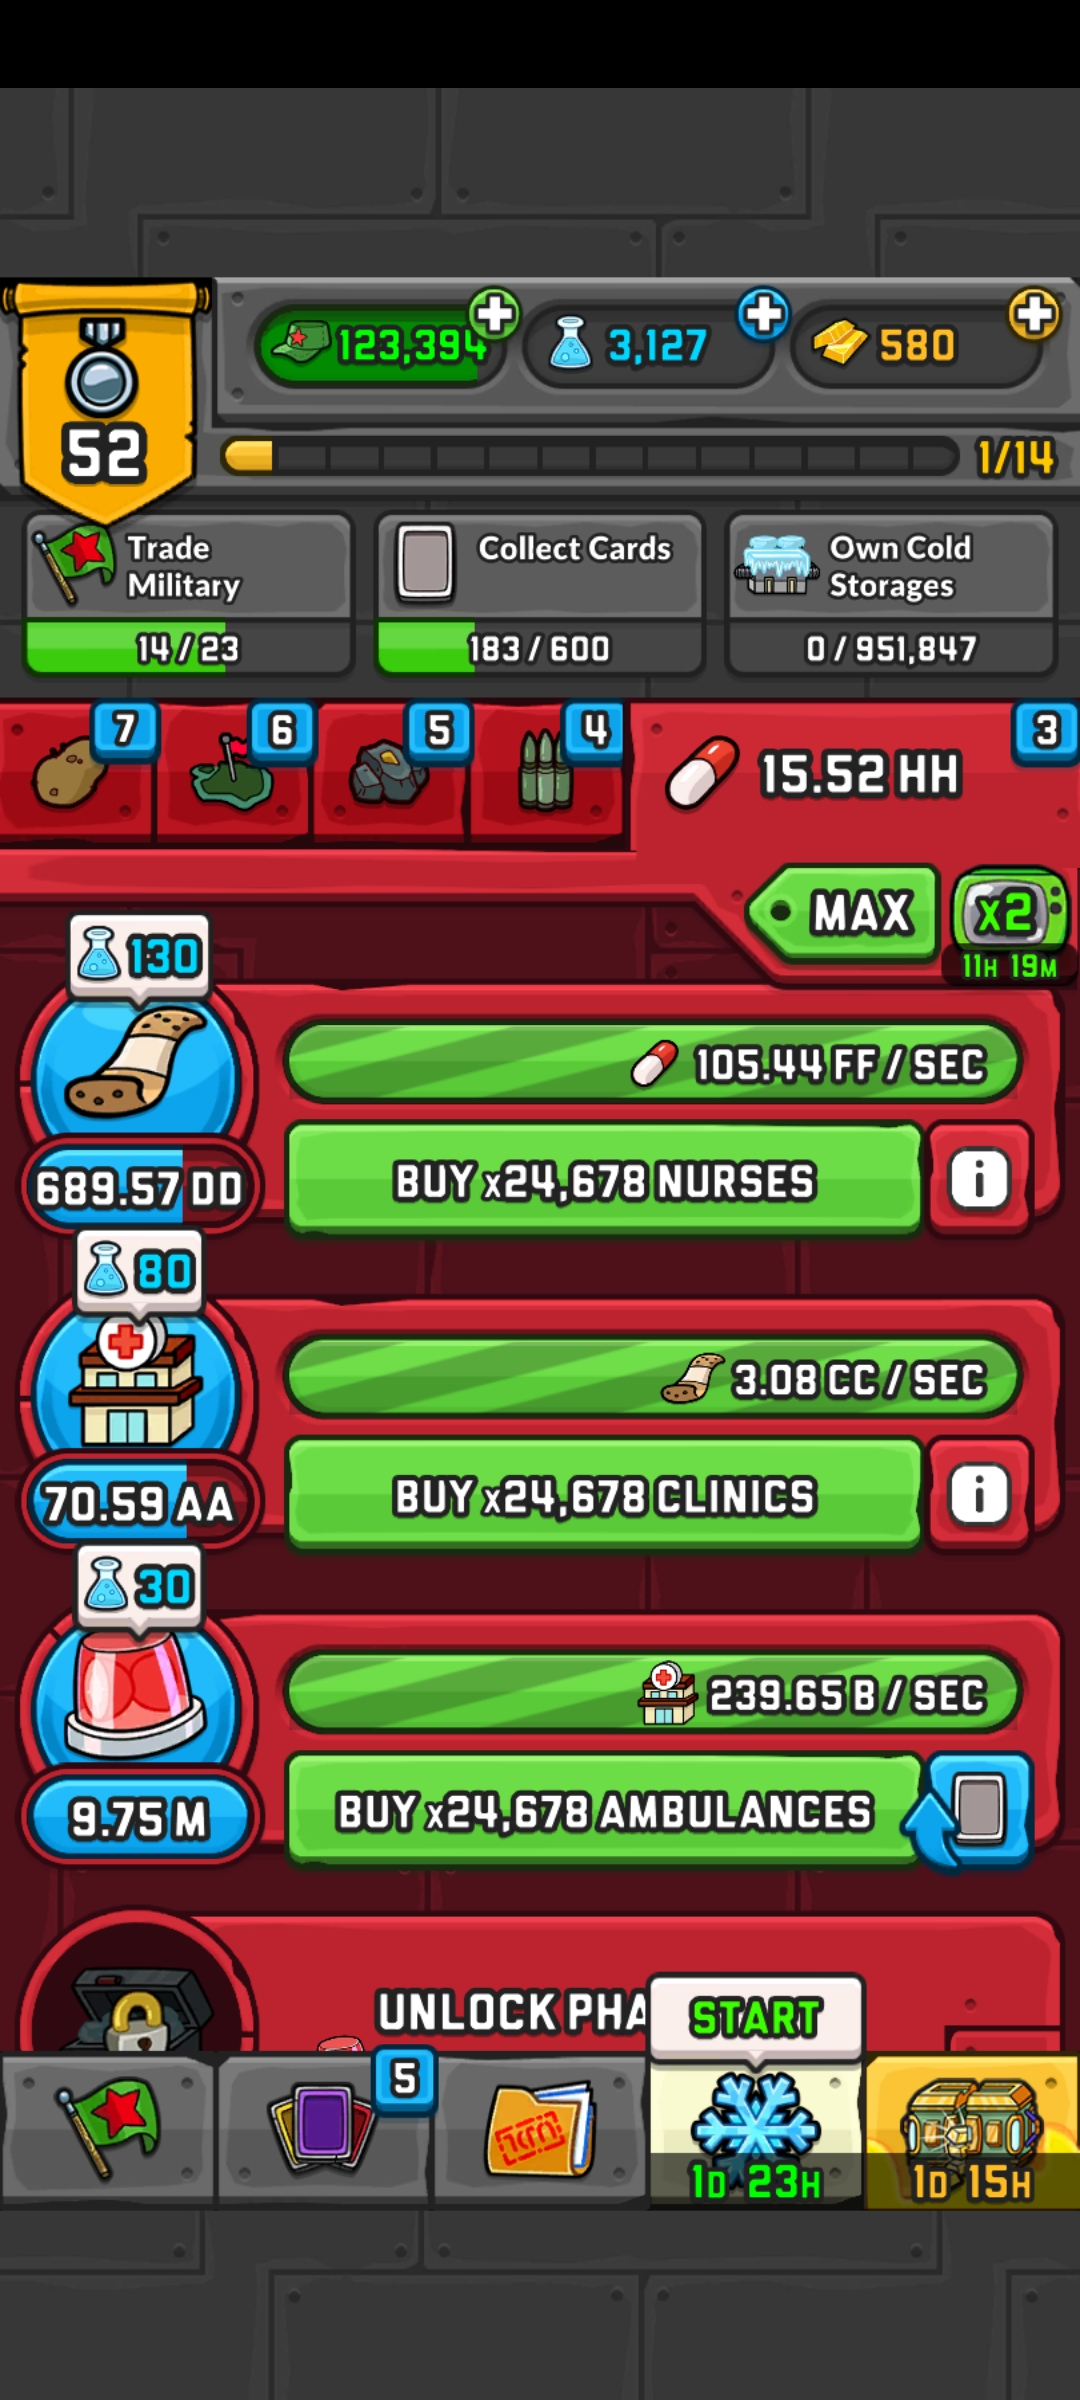 123,394
3,127
580
52
1/14
Trade
Military
14/23
Collect Cards
183/600
Own Cold
Storages
0/951,847
7
6
5
4
15.52 HH
3
MAX
x2
11H 19M
130
105.44 FF/SEC
689.57 DD
BUY x24,678 NURSES
i
80
3.08 CC/SEC
70.59 AA
BUY x24,678 CLINICS
i
30
239.65 B/SEC
9.75 M
BUY x24,678 AMBULANCES
UNLOCK PHA
START
5
1D 23H
1D 15H